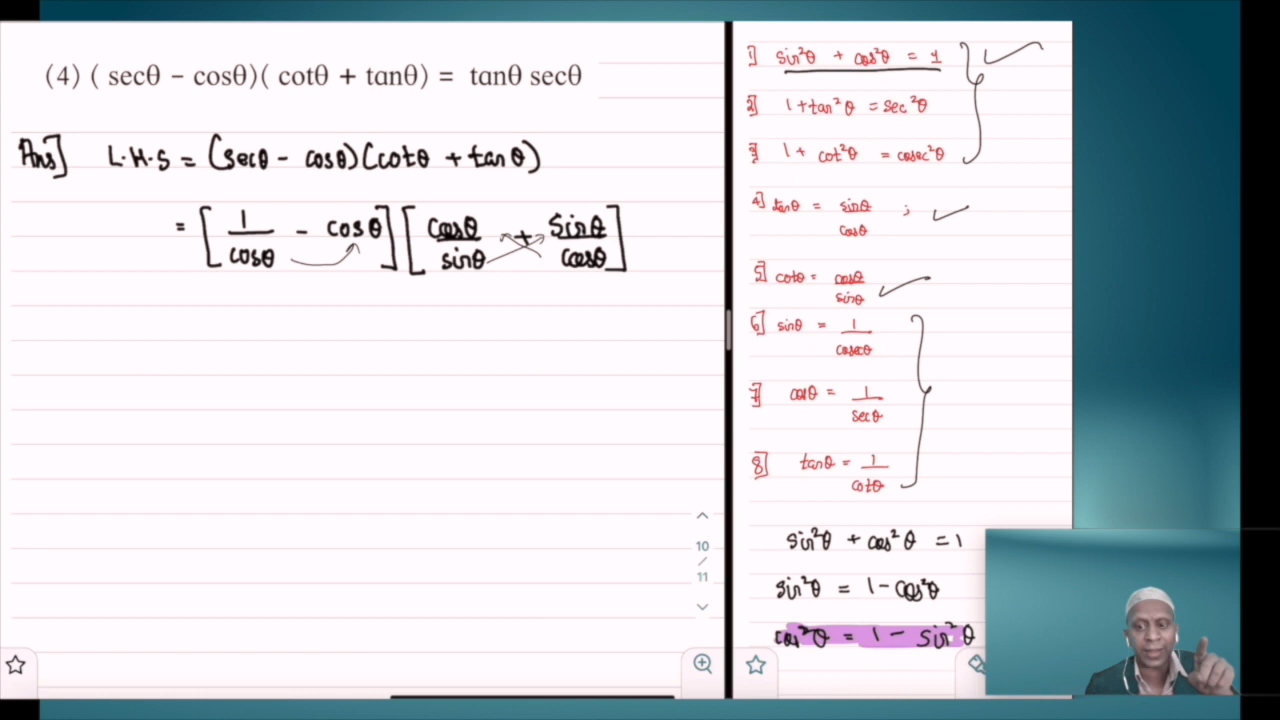 (4) ( secθ – cosθ)( cotθ + tanθ) = tanθ secθ
Ans] L.H.S = (secθ - cosθ)(cotθ + tanθ)
= [1/cosθ - cosθ] [cosθ/sinθ + sinθ/cosθ]
10
/
11
1] sin²θ + cos²θ = 1
2] 1 + tan²θ = sec²θ
3] 1 + cot²θ = cosec²θ
4] tanθ = sinθ/cosθ ;
5] cotθ = cosθ/sinθ
6] sinθ = 1/cosecθ
7] cosθ = 1/secθ
8] tanθ = 1/cotθ
sin²θ + cos²θ = 1
sin²θ = 1 - cos²θ
cos²θ = 1 - sin²θ